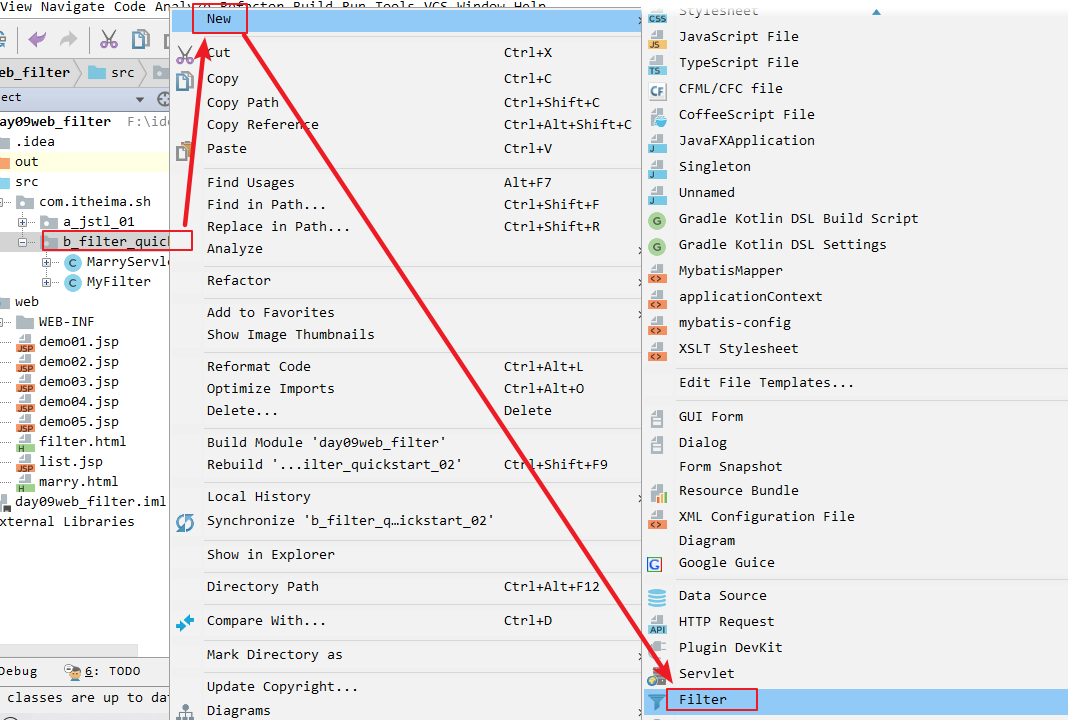 View Navigate Code Analyze Refactor Build Run Tools VCS Window Help
eb_filter
src
ect
ay09web_filter F:\ide
.idea
out
src
com.itheima.sh
a_jstl_01
b_filter_quick
MarryServle
MyFilter
web
WEB-INF
demo01.jsp
demo02.jsp
demo03.jsp
demo04.jsp
demo05.jsp
filter.html
list.jsp
marry.html
day09web_filter.iml
xternal Libraries
Debug
6: TODO
classes are up to dat
New
Cut Ctrl+X
Copy Ctrl+C
Copy Path Ctrl+Shift+C
Copy Reference Ctrl+Alt+Shift+C
Paste Ctrl+V
Find Usages Alt+F7
Find in Path... Ctrl+Shift+F
Replace in Path... Ctrl+Shift+R
Analyze
Refactor
Add to Favorites
Show Image Thumbnails
Reformat Code Ctrl+Alt+L
Optimize Imports Ctrl+Alt+O
Delete... Delete
Build Module 'day09web_filter'
Rebuild '...ilter_quickstart_02' Ctrl+Shift+F9
Local History
Synchronize 'b_filter_q…ickstart_02'
Show in Explorer
Directory Path Ctrl+Alt+F12
Compare With... Ctrl+D
Mark Directory as
Update Copyright...
Diagrams
Stylesheet
JavaScript File
TypeScript File
CFML/CFC file
CoffeeScript File
JavaFXApplication
Singleton
Unnamed
Gradle Kotlin DSL Build Script
Gradle Kotlin DSL Settings
MybatisMapper
applicationContext
mybatis-config
XSLT Stylesheet
Edit File Templates...
GUI Form
Dialog
Form Snapshot
Resource Bundle
XML Configuration File
Diagram
Google Guice
Data Source
HTTP Request
Plugin DevKit
Servlet
Filter